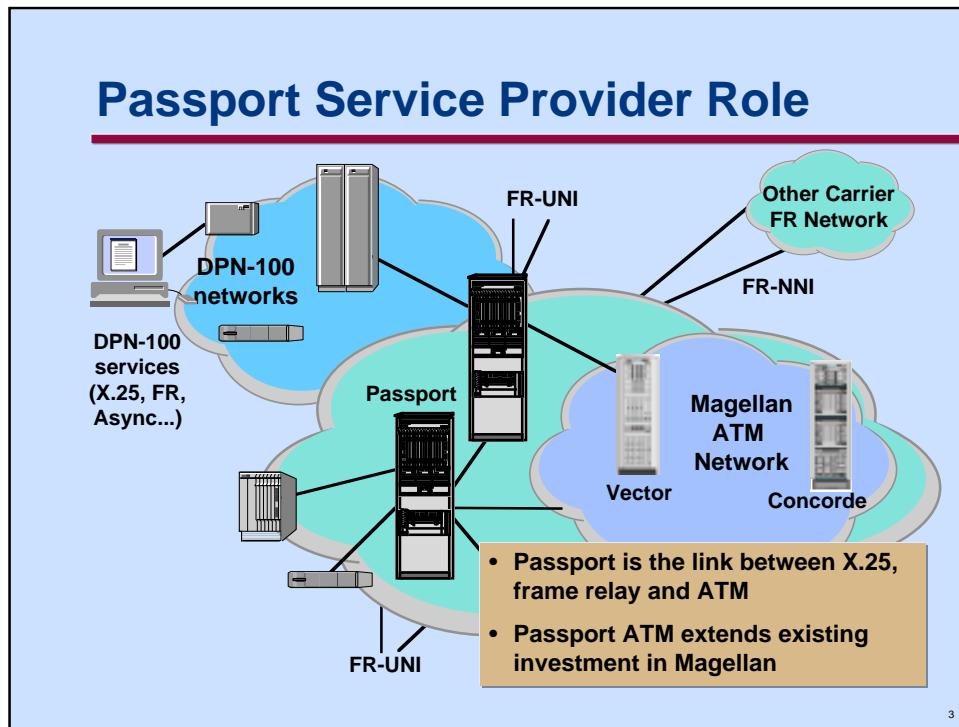 Passport Service Provider Role
FR-UNI
Other Carrier
FR Network
DPN-100
networks
FR-NNI
DPN-100
services
(X.25, FR,
Async...)
Passport
Magellan
ATM
Network
Vector
Concorde
• Passport is the link between X.25,
frame relay and ATM
• Passport ATM extends existing
investment in Magellan
FR-UNI
3